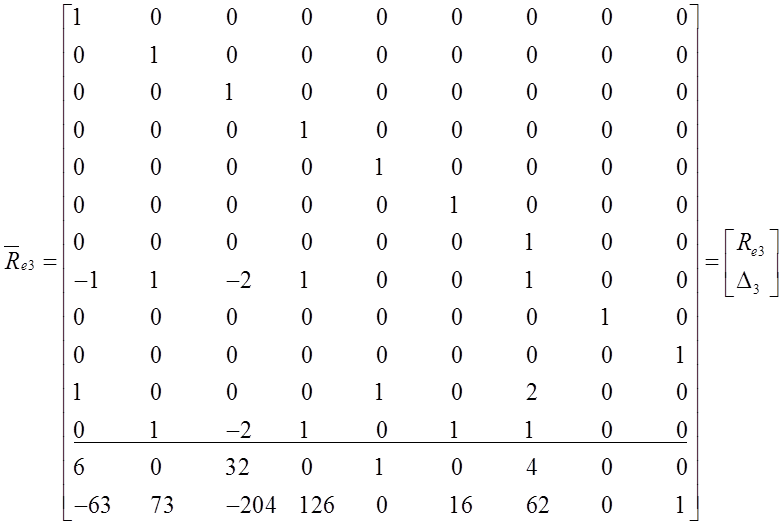 1 0 0 0 0 0 0 0 0
0 1 0 0 0 0 0 0 0
0 0 1 0 0 0 0 0 0
0 0 0 1 0 0 0 0 0
0 0 0 0 1 0 0 0 0
0 0 0 0 0 1 0 0 0
R̅e3 = 0 0 0 0 0 0 1 0 0 = Re3
−1 1 −2 1 0 0 1 0 0 Δ3
0 0 0 0 0 0 0 1 0
0 0 0 0 0 0 0 0 1
1 0 0 0 1 0 2 0 0
0 1 −2 1 0 1 1 0 0
6 0 32 0 1 0 4 0 0
−63 73 −204 126 0 16 62 0 1